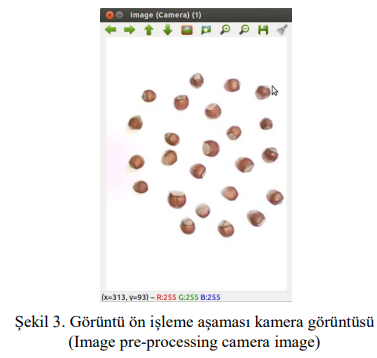 Image (Camera) (1)
(x=313, y=93) ~ R:255 G:255 B:255
Şekil 3. Görüntü ön işleme aşaması kamera görüntüsü
(Image pre-processing camera image)